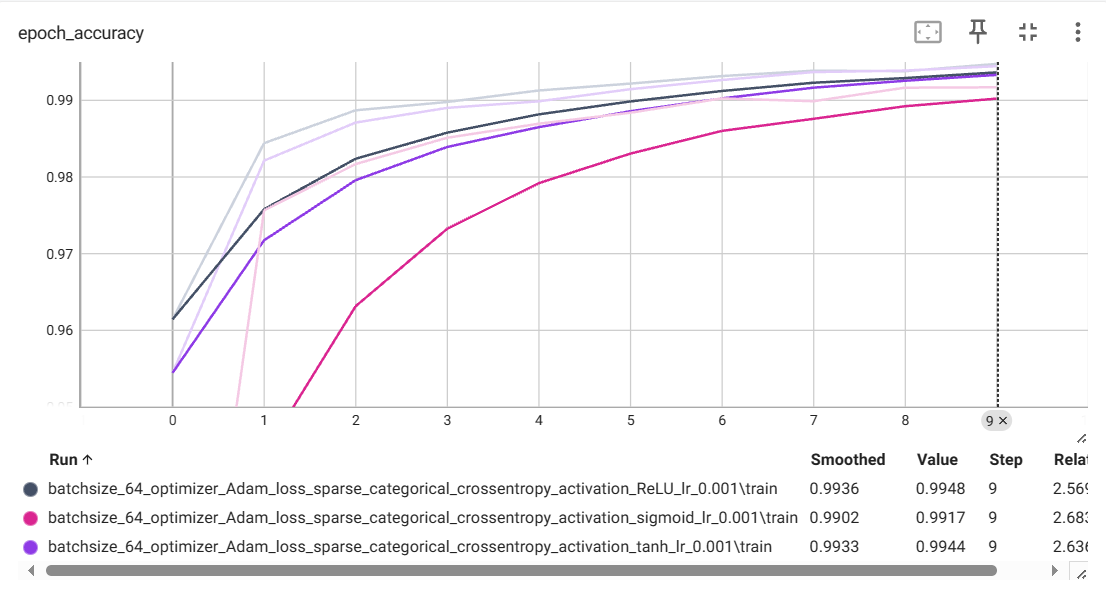 epoch_accuracy
0.99
0.98
0.97
0.96
0 1 2 3 4 5 6 7 8 9 ×
Run ↑ Smoothed Value Step
batchsize_64_optimizer_Adam_loss_sparse_categorical_crossentropy_activation_ReLU_lr_0.001\train 0.9936 0.9948 9
batchsize_64_optimizer_Adam_loss_sparse_categorical_crossentropy_activation_sigmoid_lr_0.001\train 0.9902 0.9917 9
batchsize_64_optimizer_Adam_loss_sparse_categorical_crossentropy_activation_tanh_lr_0.001\train 0.9933 0.9944 9